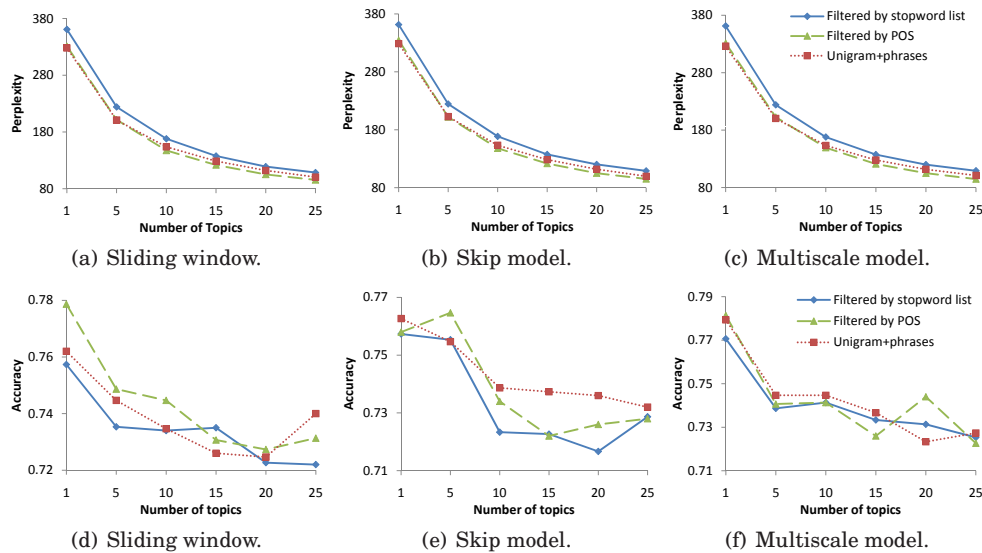 380
280
180
80
Perplexity
1 5 10 15 20 25
Number of Topics
(a) Sliding window.
380
280
180
80
Perplexity
1 5 10 15 20 25
Number of Topics
(b) Skip model.
380
280
180
80
Perplexity
Filtered by stopword list
Filtered by POS
Unigram+phrases
1 5 10 15 20 25
Number of Topics
(c) Multiscale model.
0.78
0.76
0.74
0.72
Accuracy
1 5 10 15 20 25
Number of topics
(d) Sliding window.
0.77
0.75
0.73
0.71
Accuracy
1 5 10 15 20 25
Number of topics
(e) Skip model.
0.79
0.77
0.75
0.73
0.71
Accuracy
Filtered by stopword list
Filtered by POS
Unigram+phrases
1 5 10 15 20 25
Number of topics
(f) Multiscale model.